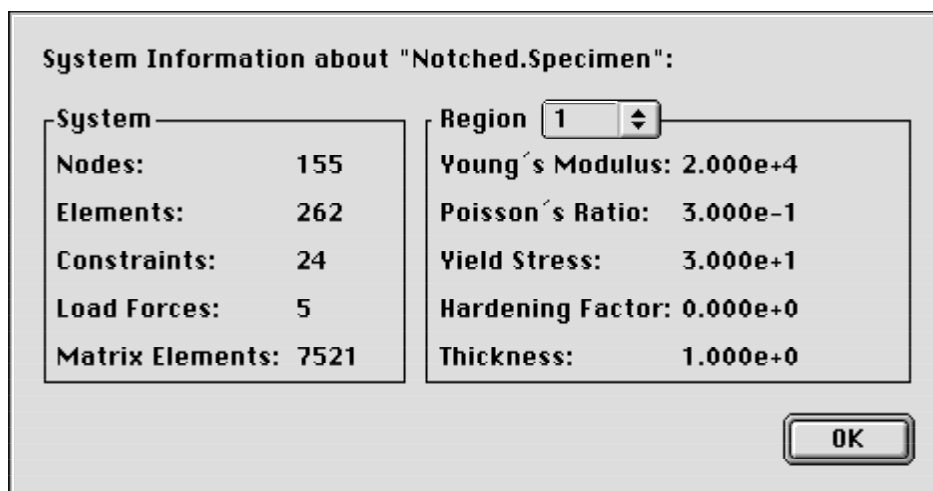 System Information about "Notched.Specimen":
System
Nodes: 155
Elements: 262
Constraints: 24
Load Forces: 5
Matrix Elements: 7521
Region 1
Young´s Modulus: 2.000e+4
Poisson´s Ratio: 3.000e-1
Yield Stress: 3.000e+1
Hardening Factor: 0.000e+0
Thickness: 1.000e+0
OK